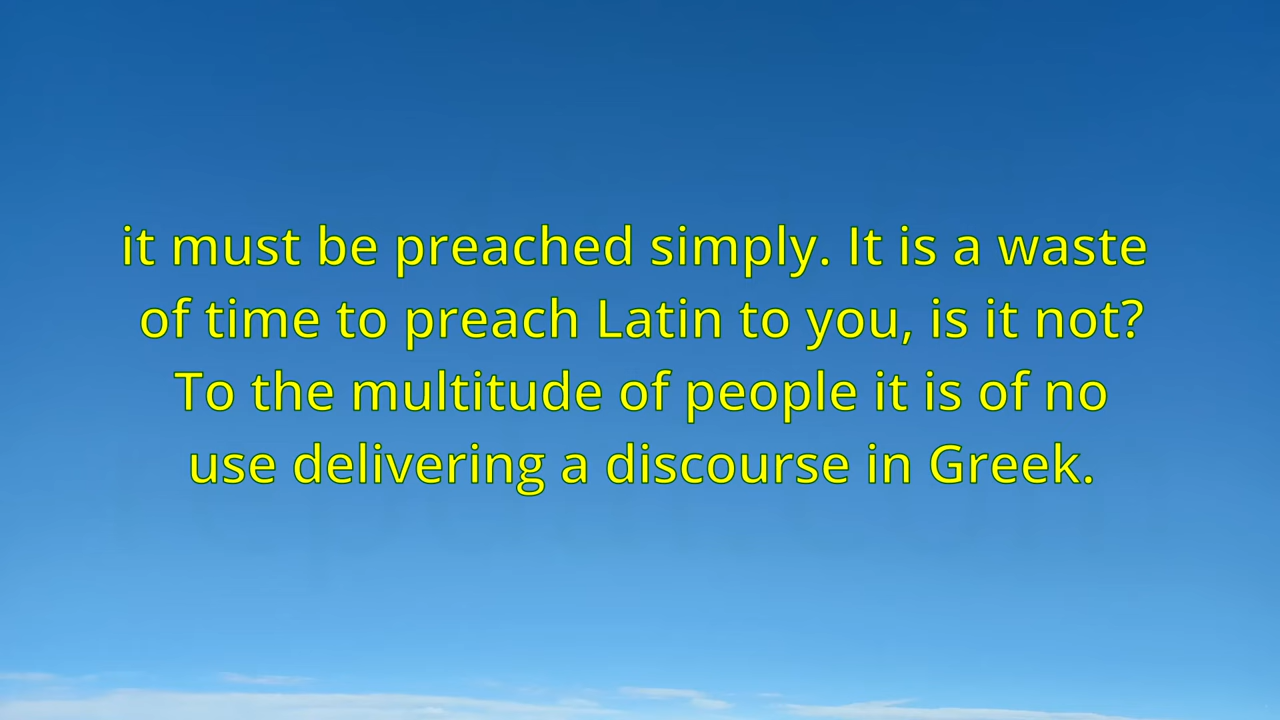 it must be preached simply. It is a waste
of time to preach Latin to you, is it not?
To the multitude of people it is of no
use delivering a discourse in Greek.